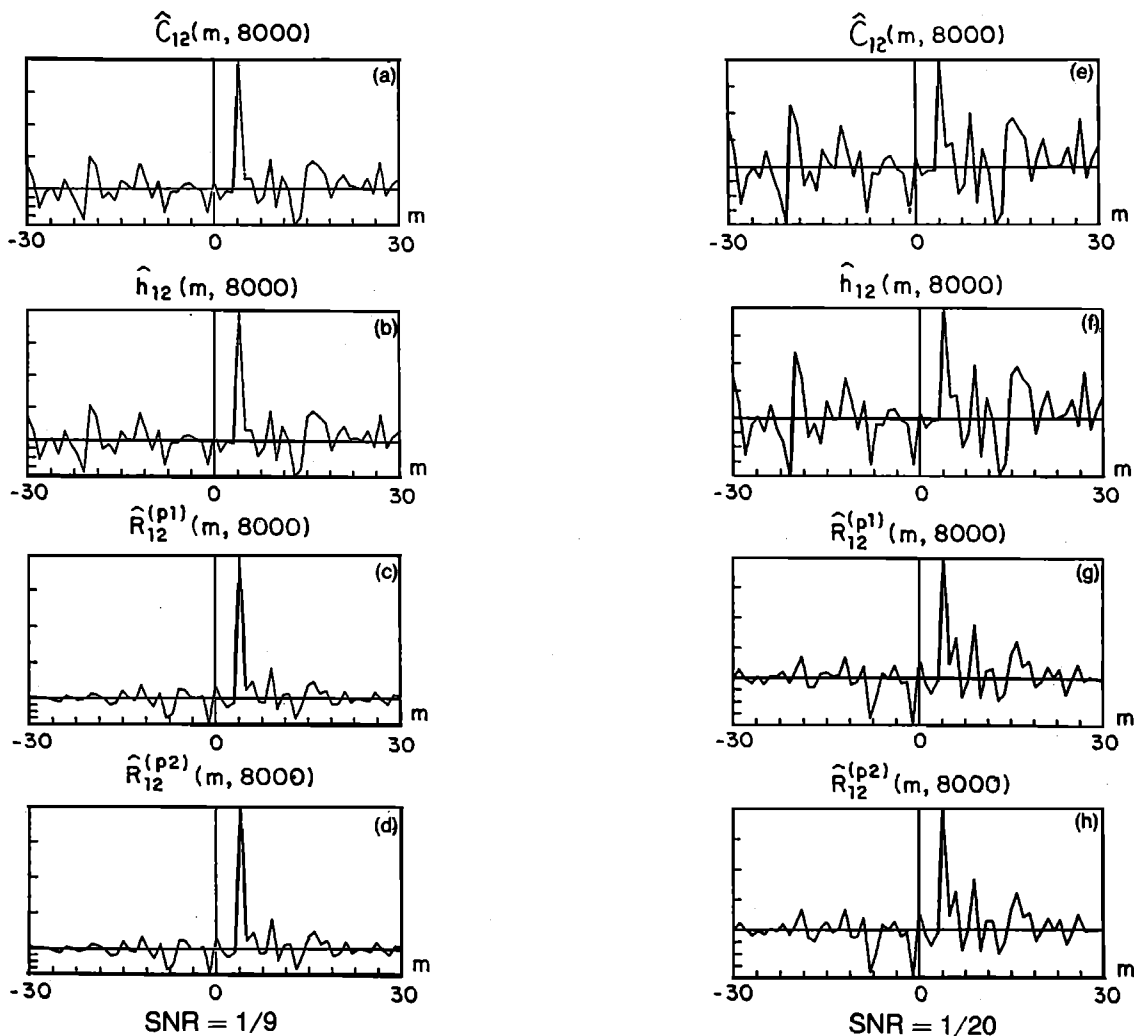 Ĉ₁₂(m, 8000)
(a)
-30 0 30 m
ĥ₁₂(m, 8000)
(b)
-30 0 30 m
R̂₁₂⁽ᵖ¹⁾(m, 8000)
(c)
-30 0 30 m
R̂₁₂⁽ᵖ²⁾(m, 8000)
(d)
-30 0 30 m
SNR = 1/9
Ĉ₁₂(m, 8000)
(e)
-30 0 30 m
ĥ₁₂(m, 8000)
(f)
-30 0 30 m
R̂₁₂⁽ᵖ¹⁾(m, 8000)
(g)
-30 0 30 m
R̂₁₂⁽ᵖ²⁾(m, 8000)
(h)
-30 0 30 m
SNR = 1/20